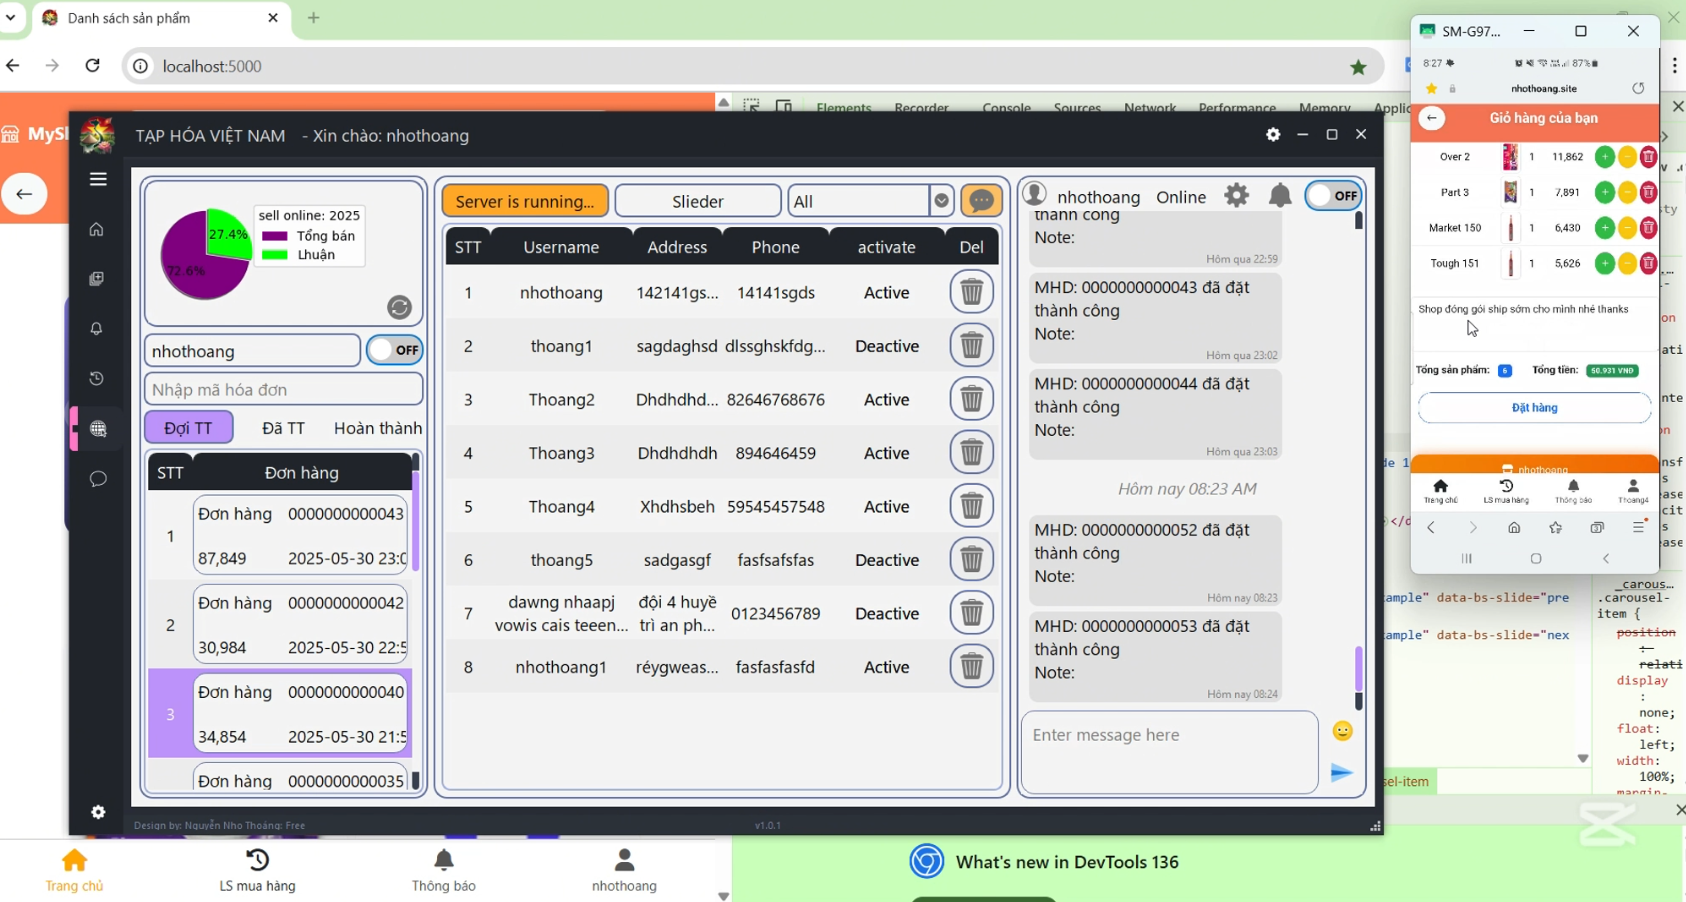 Danh sách sản phẩm
localhost:5000
Elements Recorder Console Sources Network Performance Memory
MySh
TẠP HÓA VIỆT NAM - Xin chào: nhothoang
sell online: 2025
Tổng bán
Lhuận
27.4%
72.6%
nhothoang
OFF
Nhập mã hóa đơn
Đợi TT Đã TT Hoàn thành
STT Đơn hàng
1
Đơn hàng 0000000000043
87,849 2025-05-30 23:0
2
Đơn hàng 0000000000042
30,984 2025-05-30 22:5
3
Đơn hàng 0000000000040
34,854 2025-05-30 21:5
Đơn hàng 0000000000035
Server is running... Slieder All
STT Username Address Phone activate Del
1 nhothoang 142141gs... 14141sgds Active
2 thoang1 sagdaghsd dlssghskfdg... Deactive
3 Thoang2 Dhdhdhd... 82646768676 Active
4 Thoang3 Dhdhdhdh 894646459 Active
5 Thoang4 Xhdhsbeh 59545457548 Active
6 thoang5 sadgasgf fasfsafsfas Deactive
7 dawng nhaapj vowis cais teeen... đội 4 huyề trì an ph... 0123456789 Deactive
8 nhothoang1 réygweas... fasfasfasfd Active
nhothoang Online OFF
thành công
Note:
Hôm qua 22:59
MHD: 0000000000043 đã đặt
thành công
Note:
Hôm qua 23:02
MHD: 0000000000044 đã đặt
thành công
Note:
Hôm qua 23:03
Hôm nay 08:23 AM
MHD: 0000000000052 đã đặt
thành công
Note:
Hôm nay 08:23
MHD: 0000000000053 đã đặt
thành công
Note:
Hôm nay 08:24
Enter message here
Design by: Nguyễn Nho Thoáng: Free v1.0.1
SM-G97...
8:27 87%
nhothoang.site
Giỏ hàng của bạn
Over 2 1 11,862
Part 3 1 7,891
Market 150 1 6,430
Tough 151 1 5,626
Shop đóng gói ship sớm cho mình nhé thanks
Tổng sản phẩm: 6 Tổng tiền: 60,931 VNĐ
Đặt hàng
nhothoang
Trang chủ LS mua hàng Thông báo Thoang4
ample" data-bs-slide="pre
ample" data-bs-slide="nex
sel-item
_carous...
.carousel-
item {
position
:
relati
display
:
none;
float:
left;
width:
100%;
Trang chủ LS mua hàng Thông báo nhothoang
What's new in DevTools 136